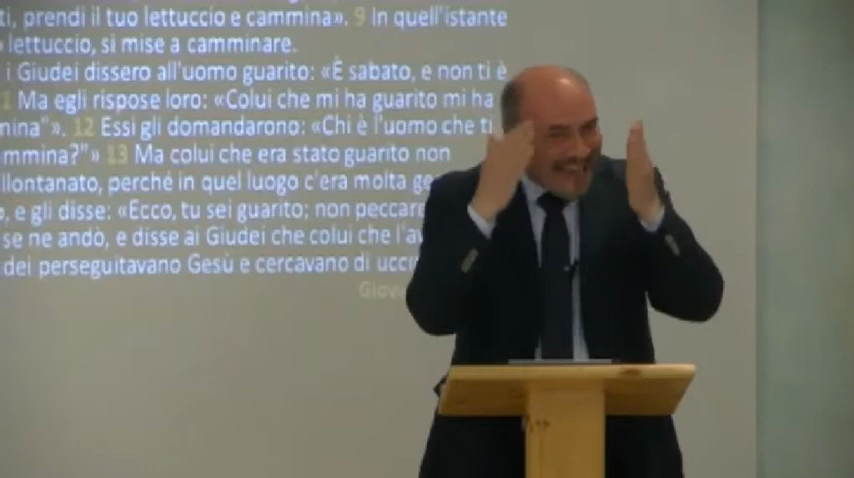 ti, prendi il tuo lettuccio e cammina». 9 In quell'istante
lettuccio, si mise a camminare.
i Giudei dissero all'uomo guarito: «È sabato, e non ti è
1 Ma egli rispose loro: «Colui che mi ha guarito mi ha
mina"». 12 Essi gli domandarono: «Chi è l'uomo che ti
mmina?"» 13 Ma colui che era stato guarito non
llontanato, perché in quel luogo c'era molta ge
o, e gli disse: «Ecco, tu sei guarito; non peccare
se ne andò, e disse ai Giudei che colui che l'av
dei perseguitavano Gesù e cercavano di ucci
Giov